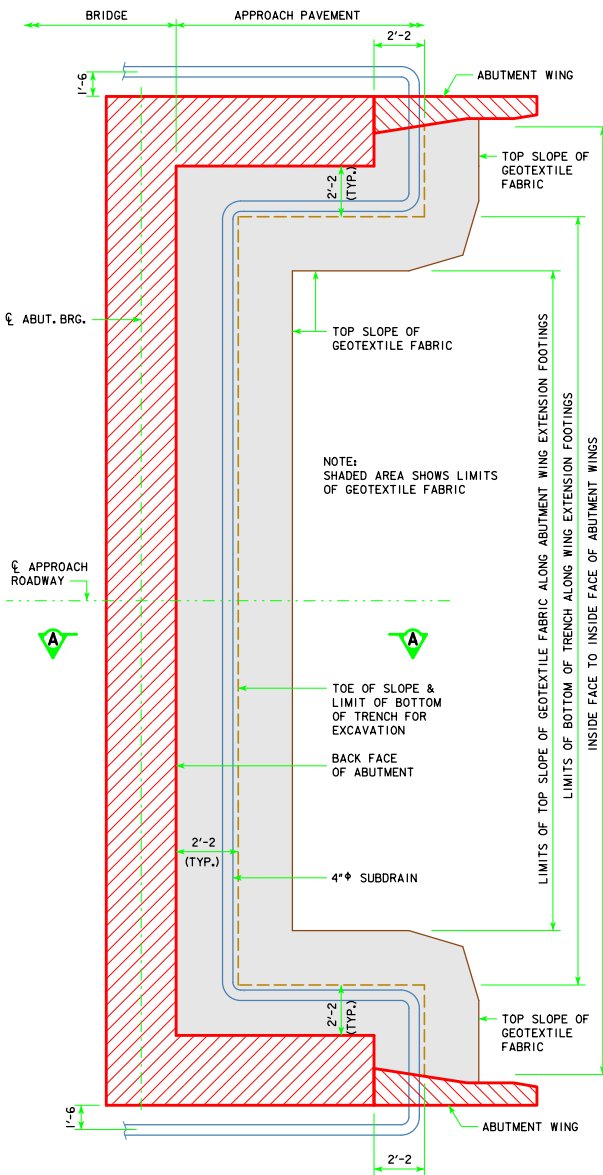 BRIDGE
APPROACH PAVEMENT
2'-2
1'-6
ABUTMENT WING
TOP SLOPE OF
GEOTEXTILE
FABRIC
2'-2
(TYP.)
℄ ABUT. BRG.
TOP SLOPE OF
GEOTEXTILE FABRIC
NOTE:
SHADED AREA SHOWS LIMITS
OF GEOTEXTILE FABRIC
LIMITS OF TOP SLOPE OF GEOTEXTILE FABRIC ALONG ABUTMENT WING EXTENSION FOOTINGS
LIMITS OF BOTTOM OF TRENCH ALONG WING EXTENSION FOOTINGS
INSIDE FACE TO INSIDE FACE OF ABUTMENT WINGS
℄ APPROACH
ROADWAY
A
A
TOE OF SLOPE &
LIMIT OF BOTTOM
OF TRENCH FOR
EXCAVATION
BACK FACE
OF ABUTMENT
2'-2
(TYP.)
4"Φ SUBDRAIN
2'-2
(TYP.)
TOP SLOPE OF
GEOTEXTILE
FABRIC
1'-6
ABUTMENT WING
2'-2